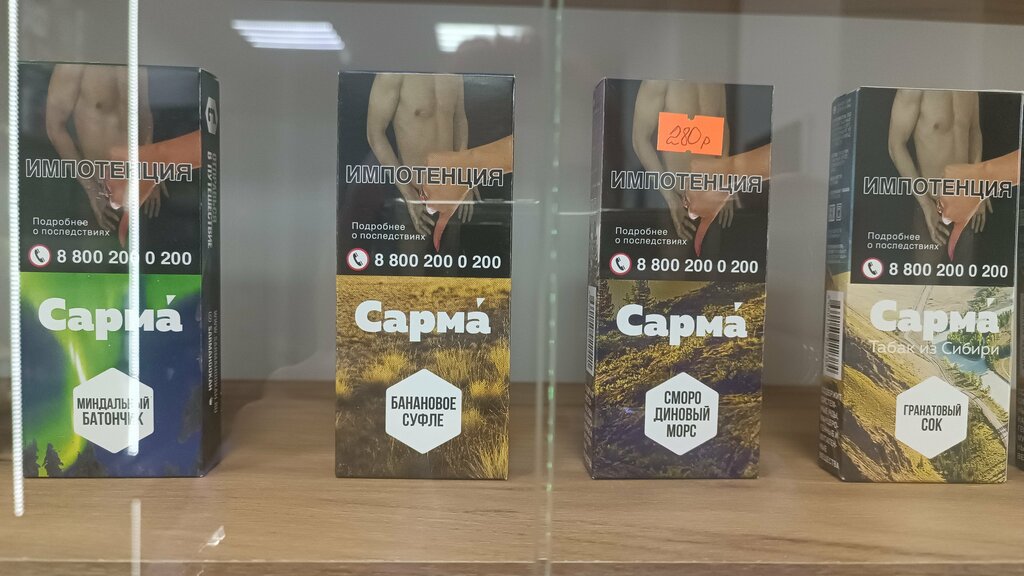 ИМПОТЕНЦИЯ
Подробнее
о последствиях
8 800 200 0 200
Сарма́
МИНДАЛЬНЫЙ
БАТОНЧИК
ИМПОТЕНЦИЯ
Подробнее
о последствиях
8 800 200 0 200
Сарма́
БАНАНОВОЕ
СУФЛЕ
280р
ИМПОТЕНЦИЯ
Подробнее
о последствиях
8 800 200 0 200
Сарма́
СМОРО
ДИНОВЫЙ
МОРС
ИМПОТЕНЦИЯ
Подробнее
о последствиях
8 800 200 0 200
Сарма́
Табак из Сибири
ГРАНАТОВЫЙ
СОК